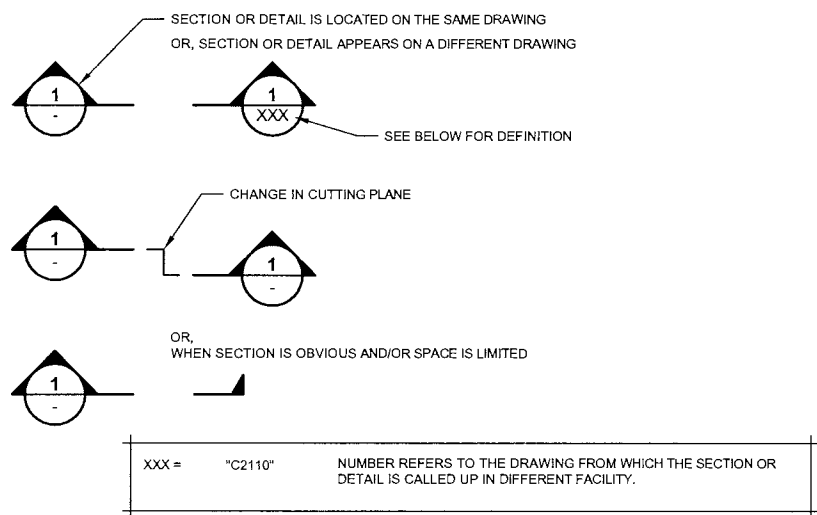 SECTION OR DETAIL IS LOCATED ON THE SAME DRAWING
OR, SECTION OR DETAIL APPEARS ON A DIFFERENT DRAWING
1
-
1
XXX
SEE BELOW FOR DEFINITION
CHANGE IN CUTTING PLANE
1
-
1
-
OR,
WHEN SECTION IS OBVIOUS AND/OR SPACE IS LIMITED
1
-
XXX = "C2110" NUMBER REFERS TO THE DRAWING FROM WHICH THE SECTION OR
DETAIL IS CALLED UP IN DIFFERENT FACILITY.